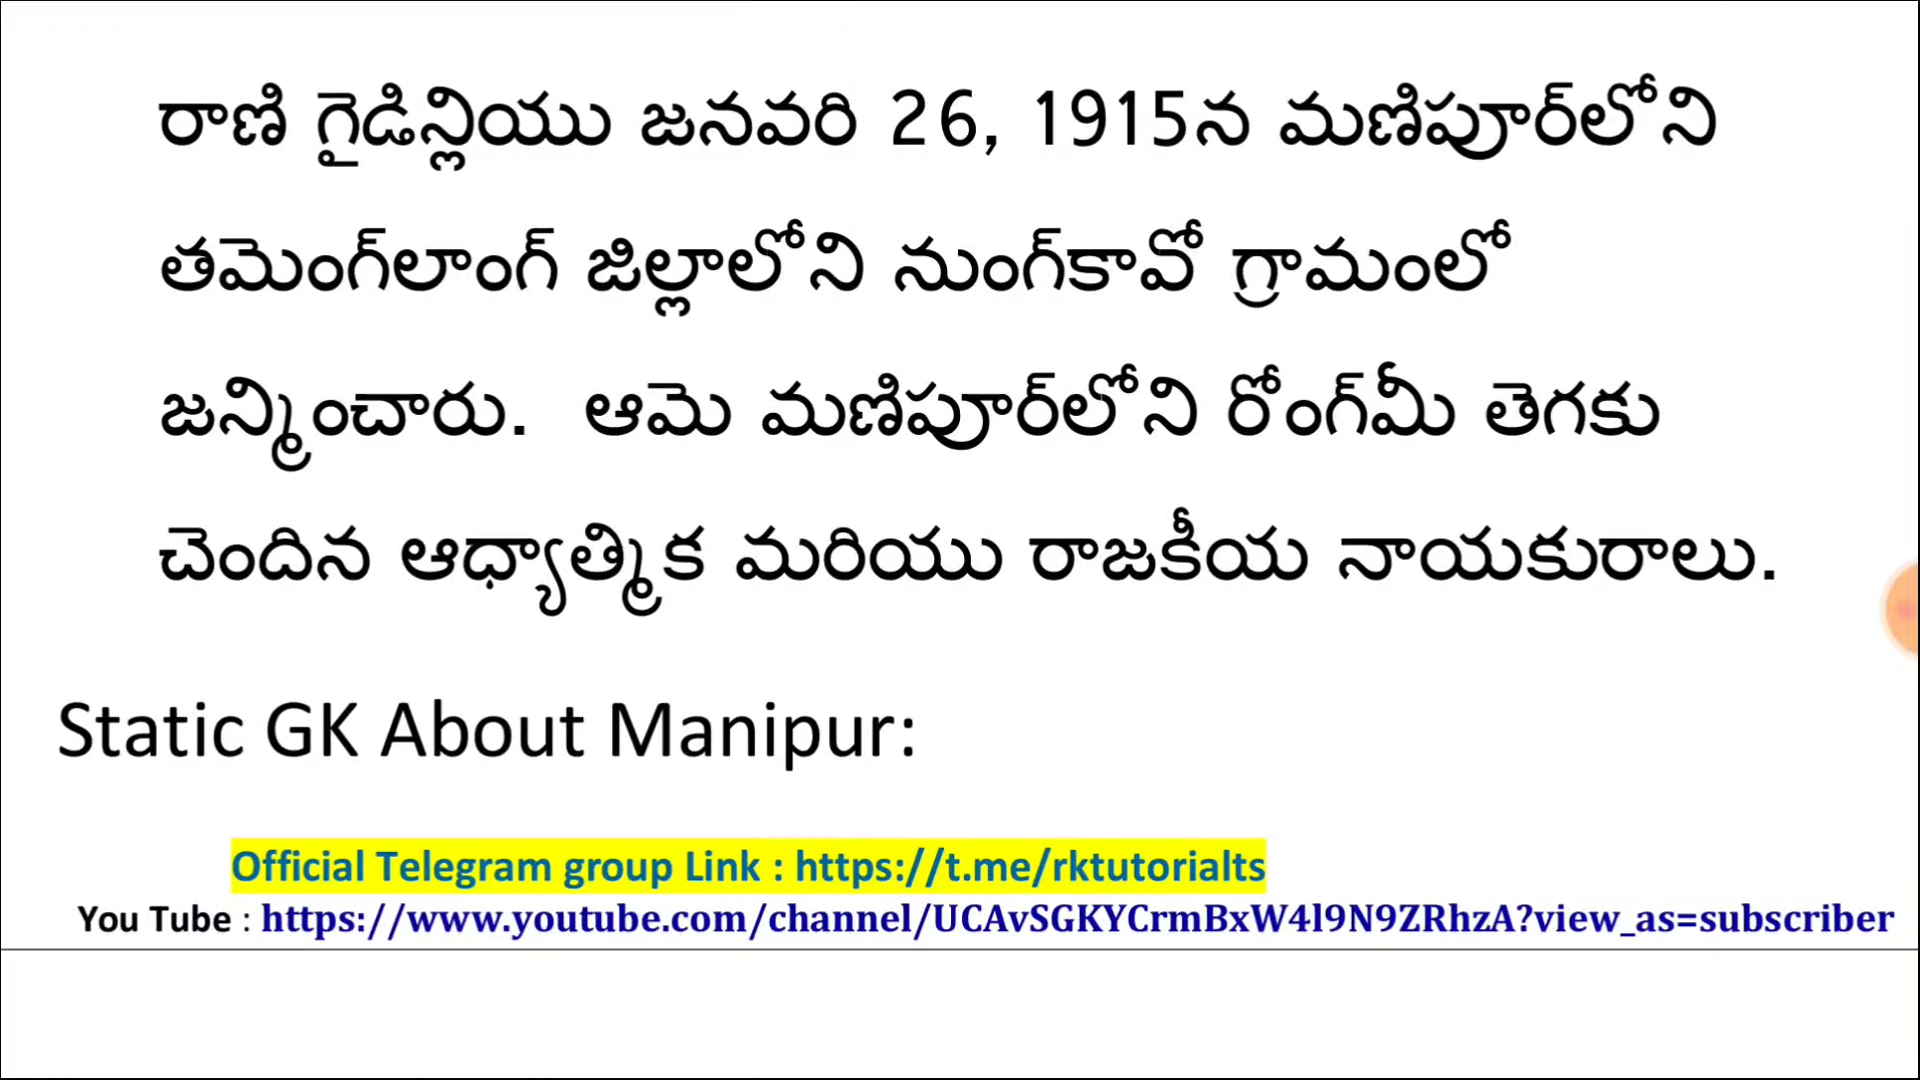 రాణి గైడిన్లియు జనవరి 26, 1915న మణిపూర్‌లోని
తమెంగ్‌లాంగ్ జిల్లాలోని నుంగ్‌కావో గ్రామంలో
జన్మించారు. ఆమె మణిపూర్‌లోని రోంగ్‌మీ తెగకు
చెందిన ఆధ్యాత్మిక మరియు రాజకీయ నాయకురాలు.
Static GK About Manipur:
Official Telegram group Link : https://t.me/rktutorialts
You Tube : https://www.youtube.com/channel/UCAvSGKYCrmBxW4l9N9ZRhzA?view_as=subscriber